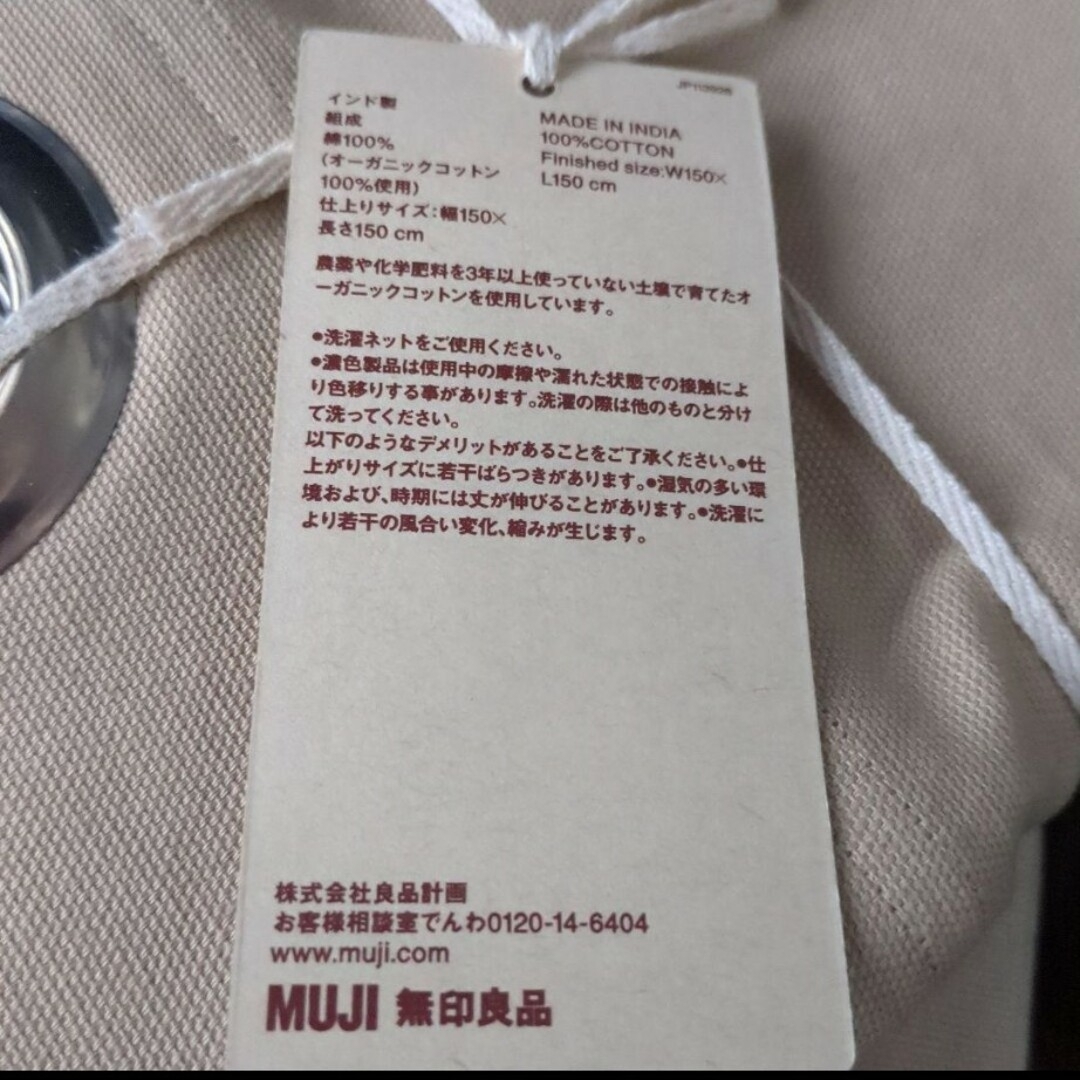 インド製
組成
綿100%
(オーガニックコットン
100%使用)
仕上りサイズ:幅150×
長さ150 cm
MADE IN INDIA
100%COTTON
Finished size:W150×
L150 cm
農薬や化学肥料を3年以上使っていない土壌で育てたオ
ーガニックコットンを使用しています。
●洗濯ネットをご使用ください。
●濃色製品は使用中の摩擦や濡れた状態での接触によ
り色移りする事があります。洗濯の際は他のものと分け
て洗ってください。
以下のようなデメリットがあることをご了承ください。●仕
上がりサイズに若干ばらつきがあります。●湿気の多い環
境および、時期には丈が伸びることがあります。●洗濯に
より若干の風合い変化、縮みが生じます。
株式会社良品計画
お客様相談室でんわ0120-14-6404
www.muji.com
MUJI 無印良品